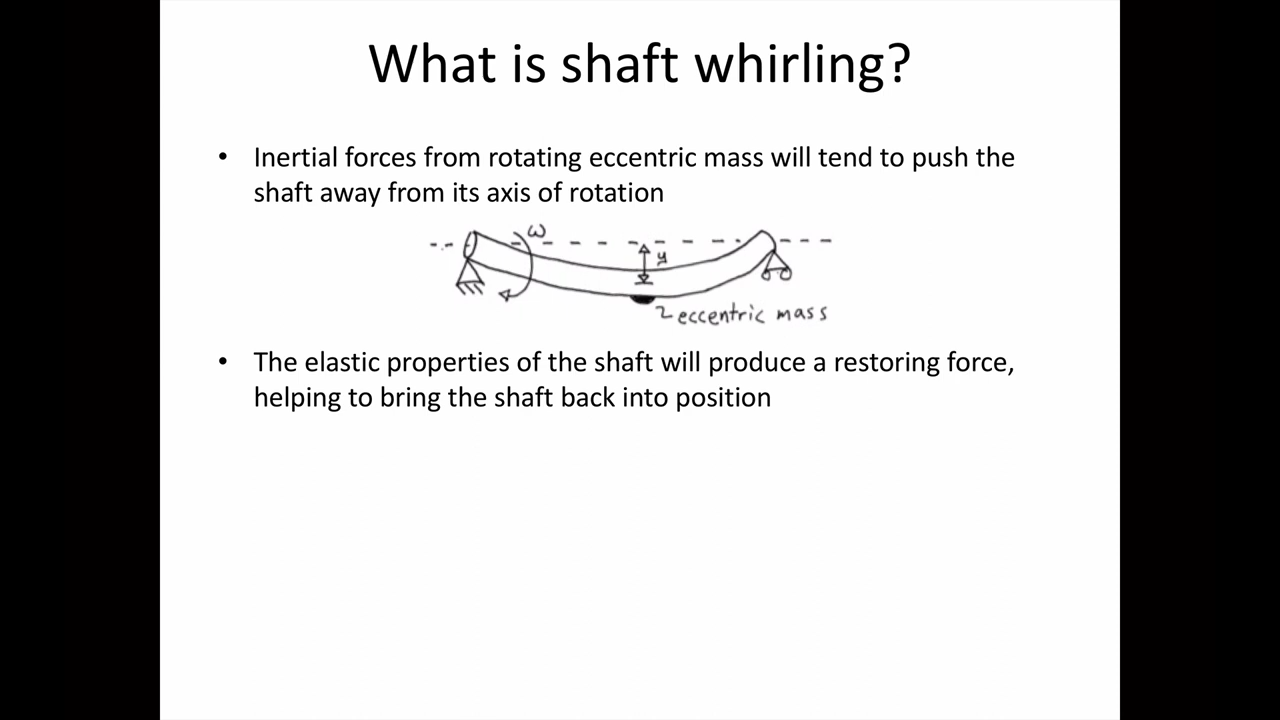 What is shaft whirling?
• Inertial forces from rotating eccentric mass will tend to push the
shaft away from its axis of rotation
ω
y
eccentric mass
• The elastic properties of the shaft will produce a restoring force,
helping to bring the shaft back into position